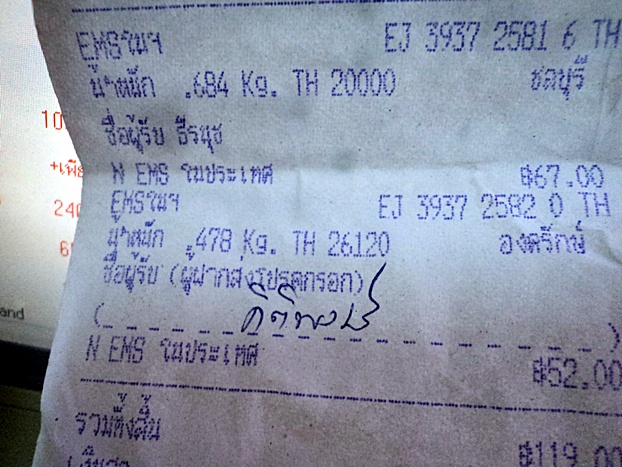 EMSในฯ EJ 3937 2581 6 TH
น้ำหนัก .684 Kg. TH 20000 ชลบุรี
ชื่อผู้รับ ธีรนุช
N EMS ในประเทศ ฿67.00
EMSในฯ EJ 3937 2582 0 TH
น้ำหนัก .478 Kg. TH 26120 องครักษ์
ชื่อผู้รับ (ผู้ฝากส่งโปรดกรอก)
N EMS ในประเทศ ฿52.00
รวมทั้งสิ้น ฿119.00